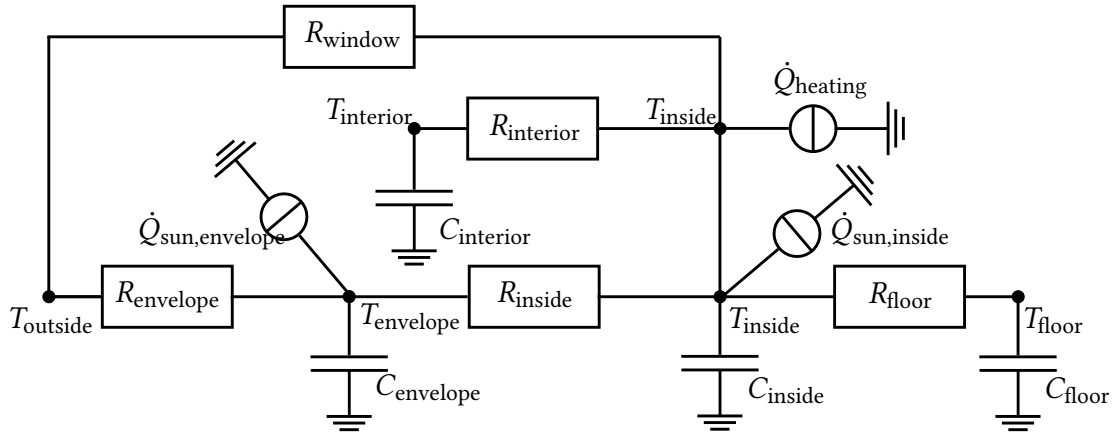 R_window
Q̇_heating
T_interior
R_interior
T_inside
C_interior
Q̇_sun,envelope
Q̇_sun,inside
R_envelope
R_inside
R_floor
T_outside
T_envelope
T_inside
T_floor
C_envelope
C_inside
C_floor